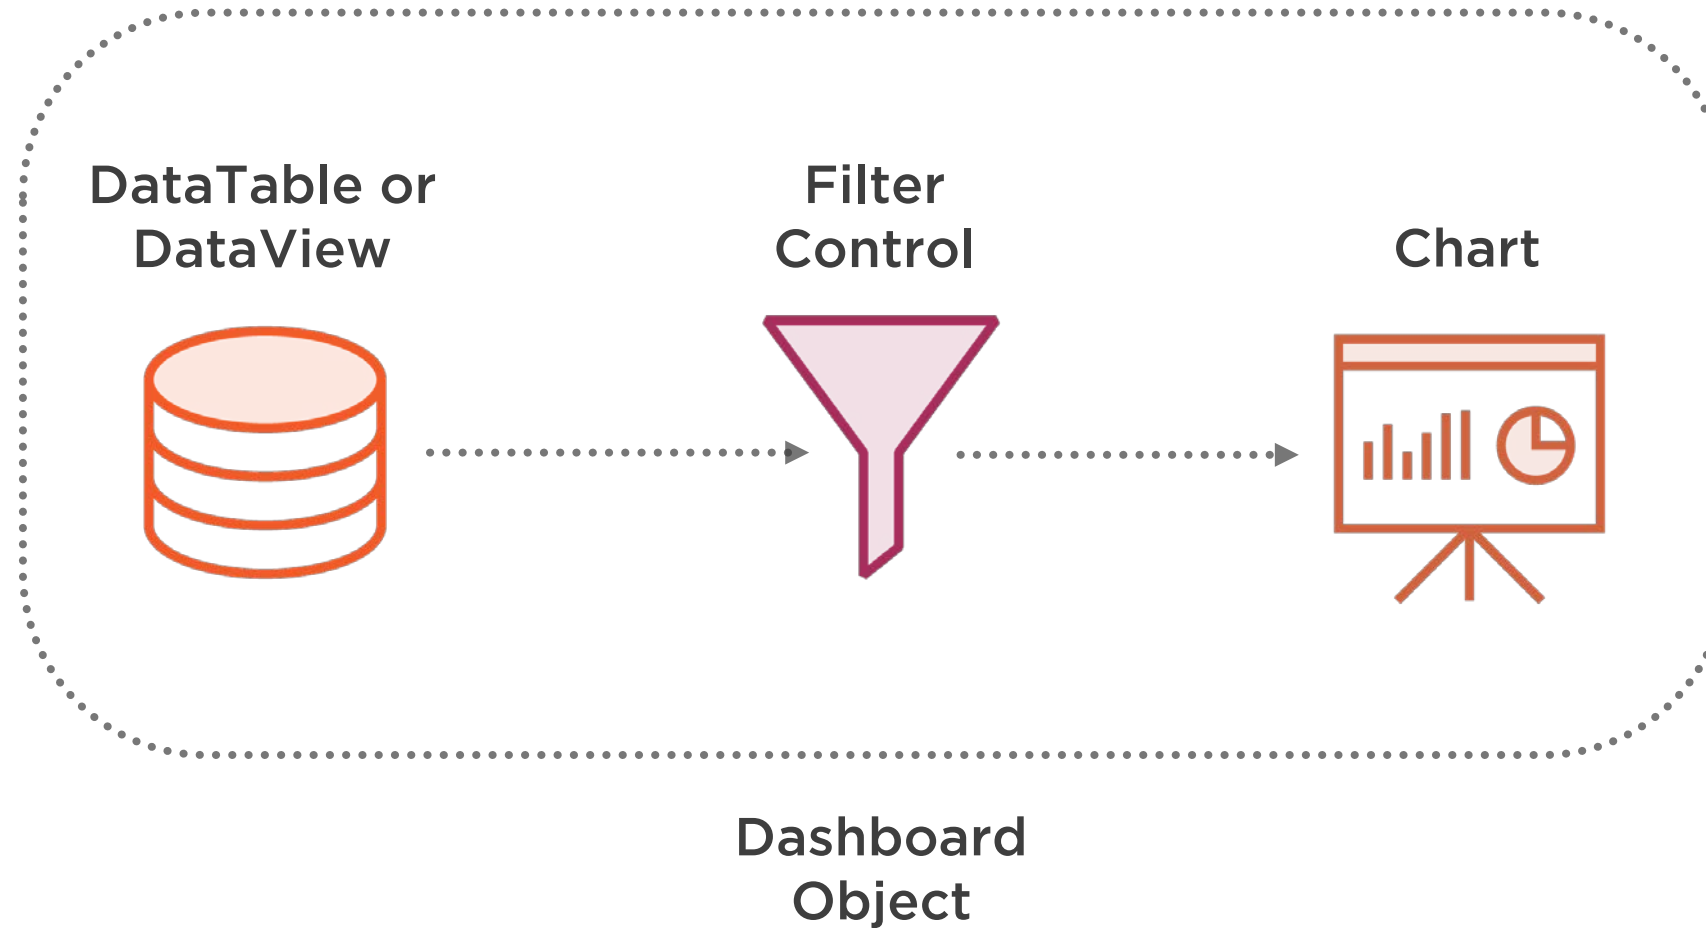 DataTable or
DataView
Filter
Control
Chart
Dashboard
Object